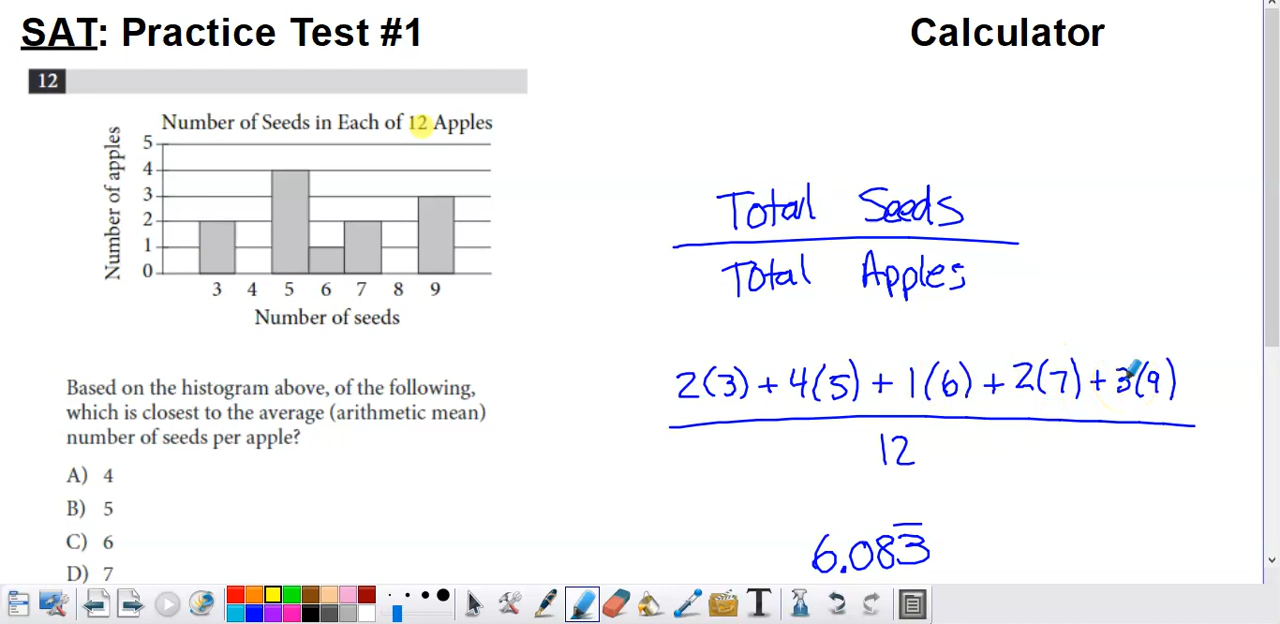 SAT: Practice Test #1
Calculator
12
Number of Seeds in Each of 12 Apples
Number of apples
5
4
3
2
1
0
3 4 5 6 7 8 9
Number of seeds
Based on the histogram above, of the following,
which is closest to the average (arithmetic mean)
number of seeds per apple?
A) 4
B) 5
C) 6
D) 7
Total Seeds
Total Apples
2(3) + 4(5) + 1(6) + 2(7) + 3(9)
12
6.083̅
T